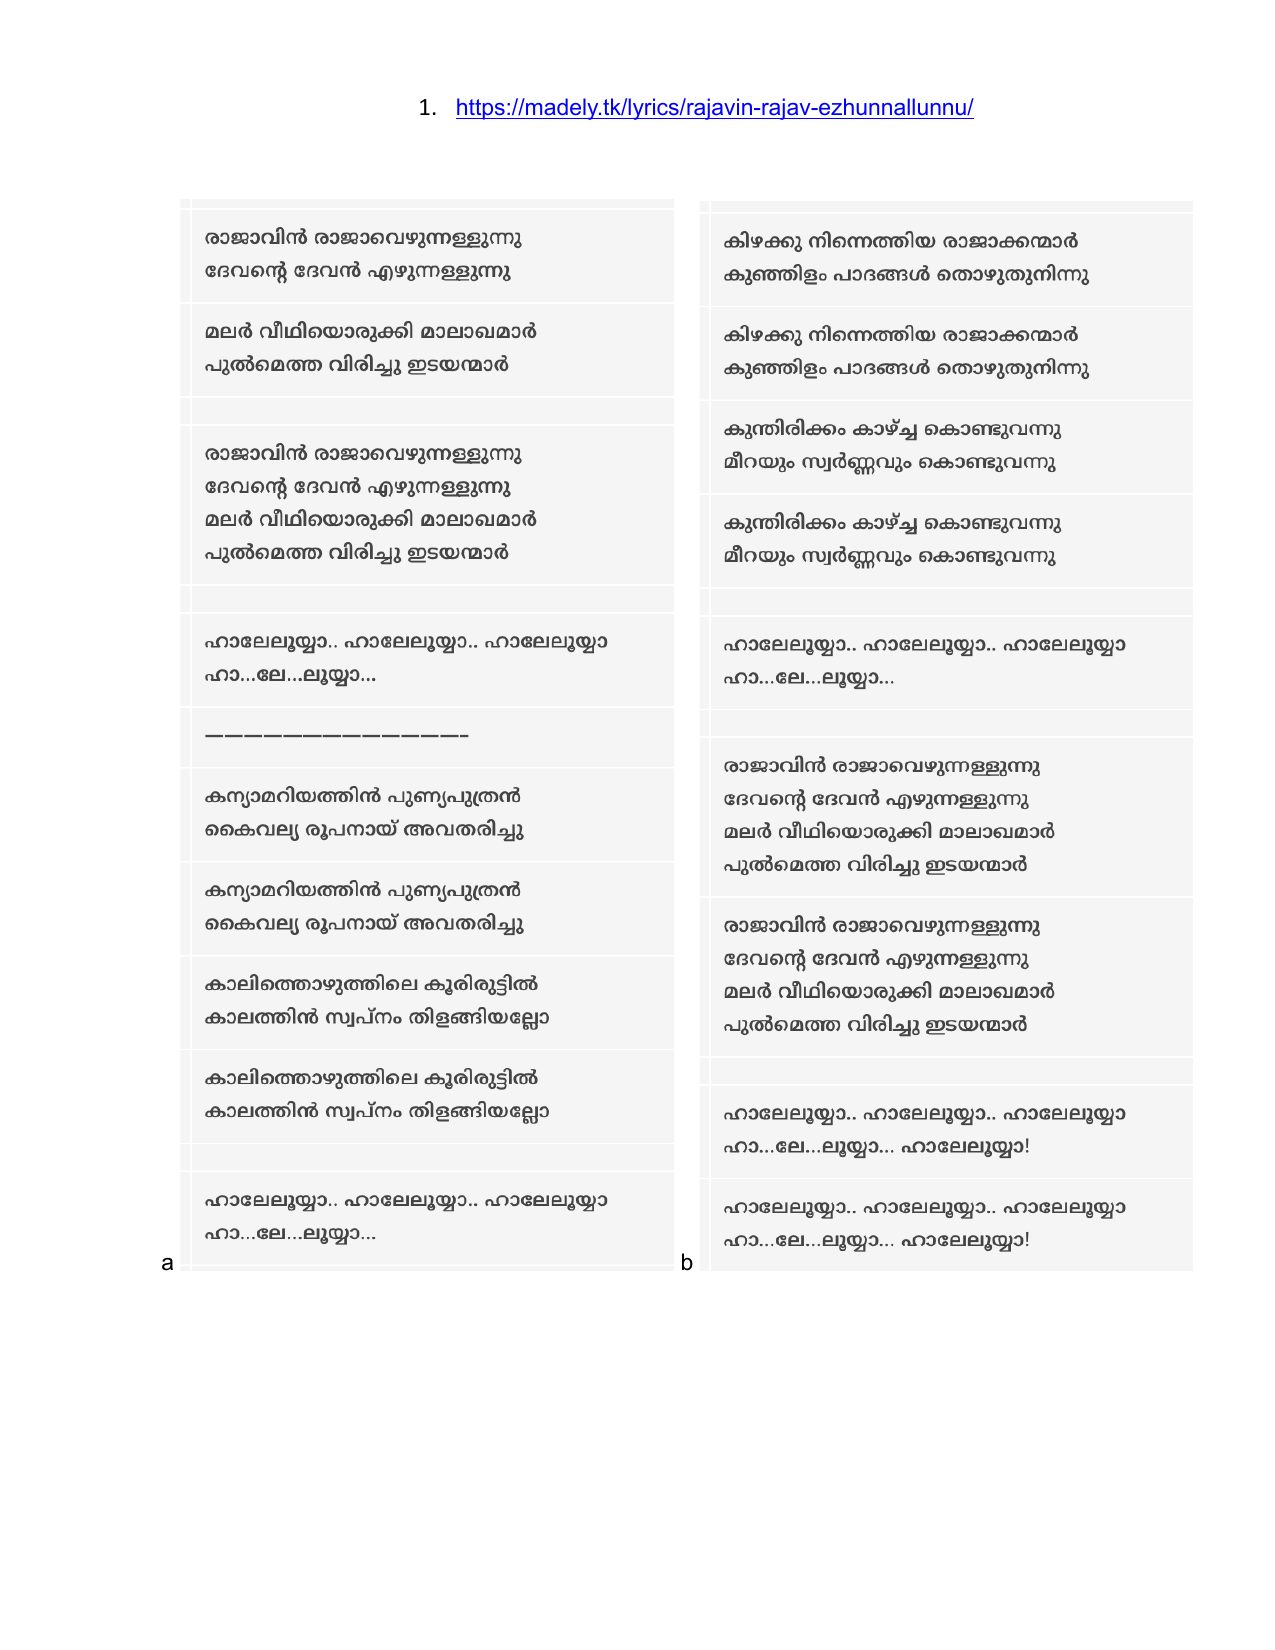 1. https://madely.tk/lyrics/rajavin-rajav-ezhunnallunnu/
രാജാവിൻ രാജാവെഴുന്നള്ളുന്നു
ദേവന്റെ ദേവൻ എഴുന്നള്ളുന്നു
മലർ വീഥിയൊരുക്കി മാലാഖമാർ
പുൽമെത്ത വിരിച്ചു ഇടയന്മാർ
രാജാവിൻ രാജാവെഴുന്നള്ളുന്നു
ദേവന്റെ ദേവൻ എഴുന്നള്ളുന്നു
മലർ വീഥിയൊരുക്കി മാലാഖമാർ
പുൽമെത്ത വിരിച്ചു ഇടയന്മാർ
ഹാലേലൂയ്യാ.. ഹാലേലൂയ്യാ.. ഹാലേലൂയ്യാ
ഹാ…ലേ…ലൂയ്യാ…
—————————————–
കന്യാമറിയത്തിൻ പുണ്യപുത്രൻ
കൈവല്യ രൂപനായ് അവതരിച്ചു
കന്യാമറിയത്തിൻ പുണ്യപുത്രൻ
കൈവല്യ രൂപനായ് അവതരിച്ചു
കാലിത്തൊഴുത്തിലെ കൂരിരുട്ടിൽ
കാലത്തിൻ സ്വപ്നം തിളങ്ങിയല്ലോ
കാലിത്തൊഴുത്തിലെ കൂരിരുട്ടിൽ
കാലത്തിൻ സ്വപ്നം തിളങ്ങിയല്ലോ
ഹാലേലൂയ്യാ.. ഹാലേലൂയ്യാ.. ഹാലേലൂയ്യാ
ഹാ…ലേ…ലൂയ്യാ…
a
കിഴക്കു നിന്നെത്തിയ രാജാക്കന്മാർ
കുഞ്ഞിളം പാദങ്ങൾ തൊഴുതുനിന്നു
കിഴക്കു നിന്നെത്തിയ രാജാക്കന്മാർ
കുഞ്ഞിളം പാദങ്ങൾ തൊഴുതുനിന്നു
കുന്തിരിക്കം കാഴ്ച്ച കൊണ്ടുവന്നു
മീറയും സ്വർണ്ണവും കൊണ്ടുവന്നു
കുന്തിരിക്കം കാഴ്ച്ച കൊണ്ടുവന്നു
മീറയും സ്വർണ്ണവും കൊണ്ടുവന്നു
ഹാലേലൂയ്യാ.. ഹാലേലൂയ്യാ.. ഹാലേലൂയ്യാ
ഹാ…ലേ…ലൂയ്യാ…
രാജാവിൻ രാജാവെഴുന്നള്ളുന്നു
ദേവന്റെ ദേവൻ എഴുന്നള്ളുന്നു
മലർ വീഥിയൊരുക്കി മാലാഖമാർ
പുൽമെത്ത വിരിച്ചു ഇടയന്മാർ
രാജാവിൻ രാജാവെഴുന്നള്ളുന്നു
ദേവന്റെ ദേവൻ എഴുന്നള്ളുന്നു
മലർ വീഥിയൊരുക്കി മാലാഖമാർ
പുൽമെത്ത വിരിച്ചു ഇടയന്മാർ
ഹാലേലൂയ്യാ.. ഹാലേലൂയ്യാ.. ഹാലേലൂയ്യാ
ഹാ…ലേ…ലൂയ്യാ… ഹാലേലൂയ്യാ!
ഹാലേലൂയ്യാ.. ഹാലേലൂയ്യാ.. ഹാലേലൂയ്യാ
ഹാ…ലേ…ലൂയ്യാ… ഹാലേലൂയ്യാ!
b